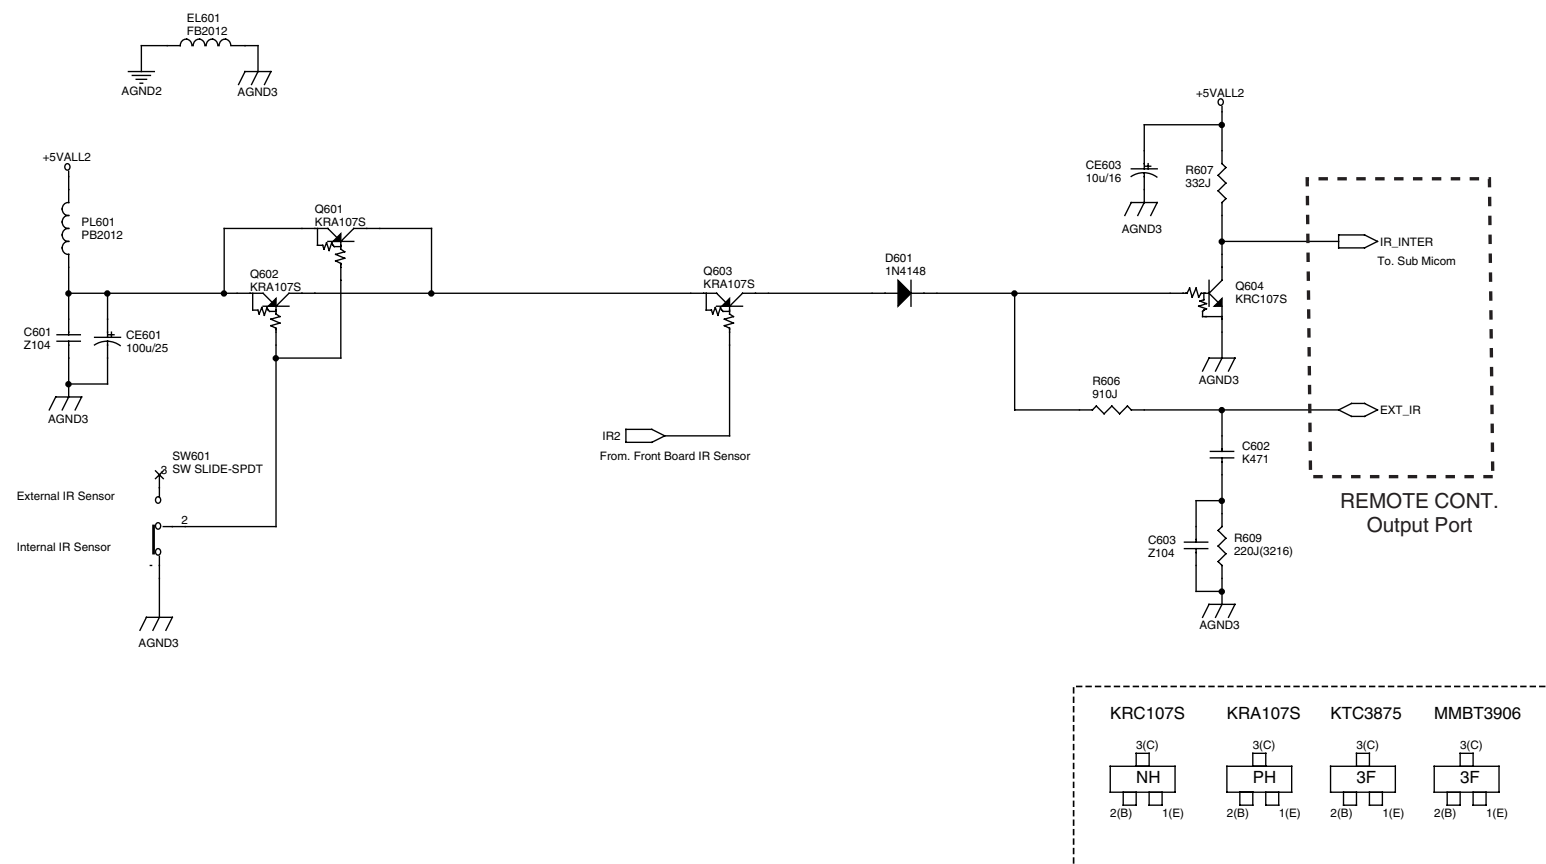 EL601
FB2012
AGND2
AGND3
+5VALL2
+5VALL2
CE603
10u/16
R607
332J
AGND3
PL601
PB2012
Q601
KRA107S
Q602
KRA107S
Q603
KRA107S
D601
1N4148
Q604
KRC107S
IR_INTER
To. Sub Micom
C601
Z104
CE601
100u/25
AGND3
AGND3
R606
910J
EXT_IR
IR2
From. Front Board IR Sensor
C602
K471
SW601
3
SW SLIDE-SPDT
External IR Sensor
2
Internal IR Sensor
AGND3
REMOTE CONT.
Output Port
C603
Z104
R609
220J(3216)
AGND3
KRC107S
KRA107S
KTC3875
MMBT3906
3(C)
3(C)
3(C)
3(C)
NH
PH
3F
3F
2(B)
1(E)
2(B)
1(E)
2(B)
1(E)
2(B)
1(E)